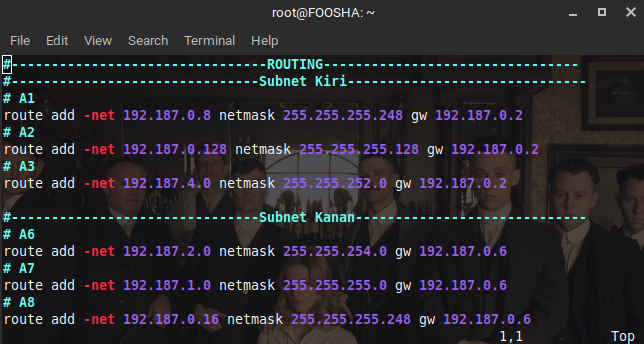 root@FOOSHA: ~
File Edit View Search Terminal Help
#--------------------------------ROUTING--------------------------------
#-------------------------------Subnet Kiri------------------------------
# A1
route add -net 192.187.0.8 netmask 255.255.255.248 gw 192.187.0.2
# A2
route add -net 192.187.0.128 netmask 255.255.255.128 gw 192.187.0.2
# A3
route add -net 192.187.4.0 netmask 255.255.252.0 gw 192.187.0.2
#-------------------------------Subnet Kanan-----------------------------
# A6
route add -net 192.187.2.0 netmask 255.255.254.0 gw 192.187.0.6
# A7
route add -net 192.187.1.0 netmask 255.255.255.0 gw 192.187.0.6
# A8
route add -net 192.187.0.16 netmask 255.255.255.248 gw 192.187.0.6
1,1 Top